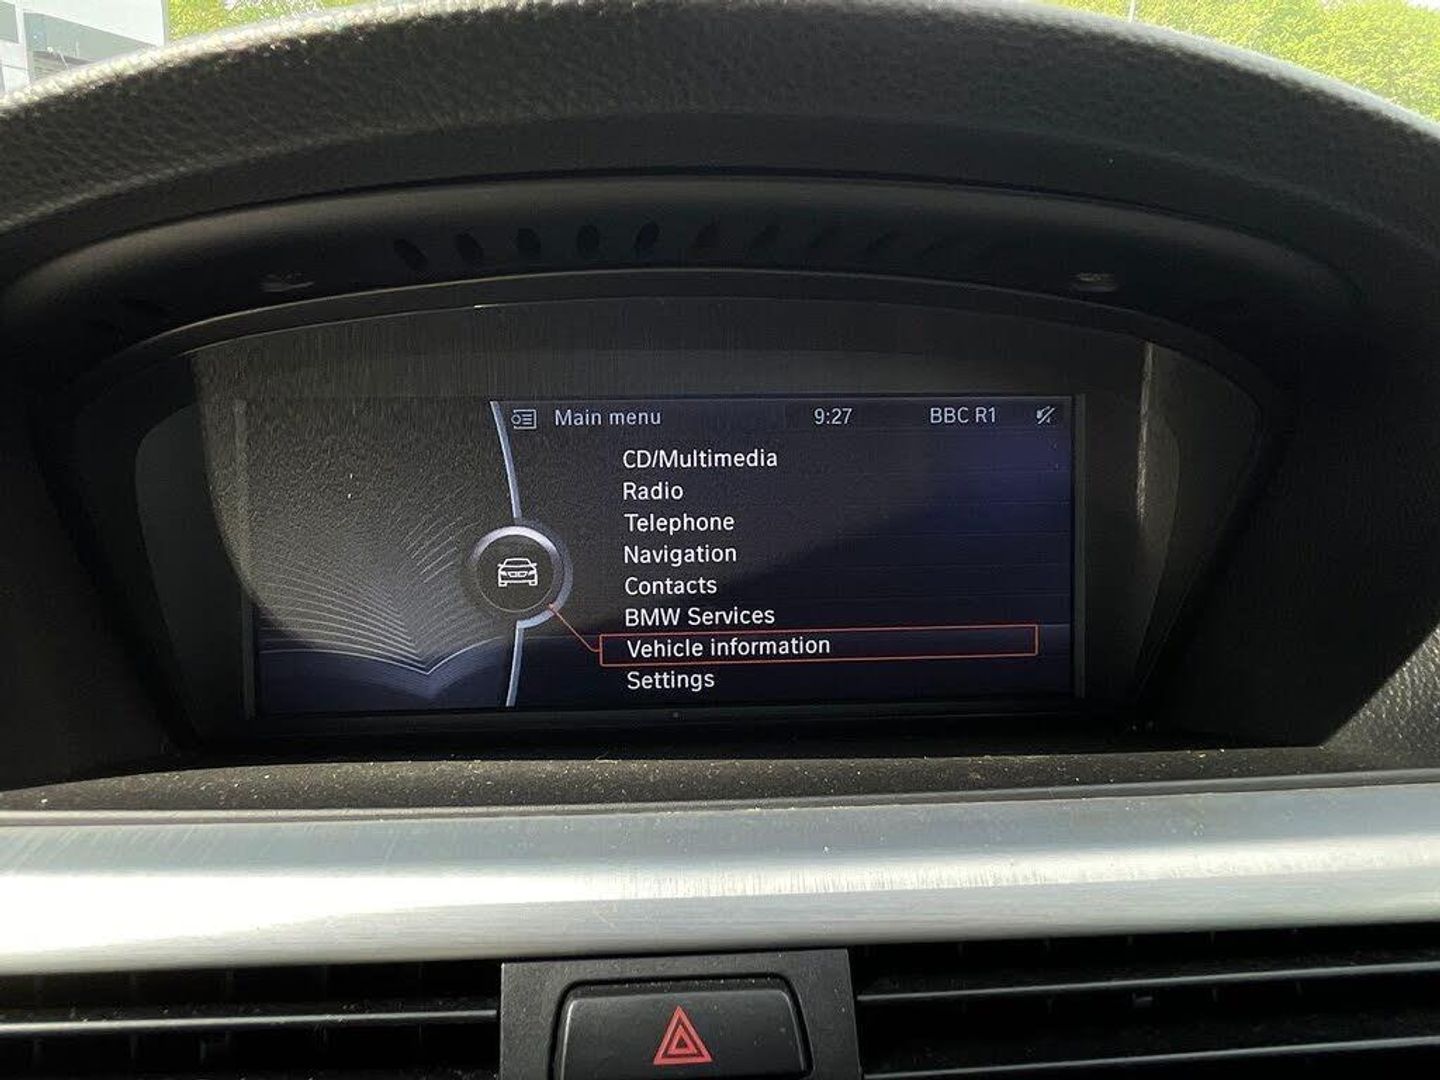 Main menu 9:27 BBC R1
CD/Multimedia
Radio
Telephone
Navigation
Contacts
BMW Services
Vehicle information
Settings